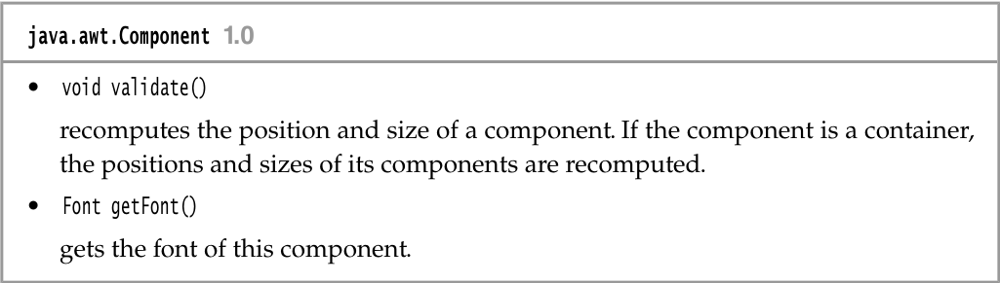 java.awt.Component 1.0
• void validate()
recomputes the position and size of a component. If the component is a container,
the positions and sizes of its components are recomputed.
• Font getFont()
gets the font of this component.